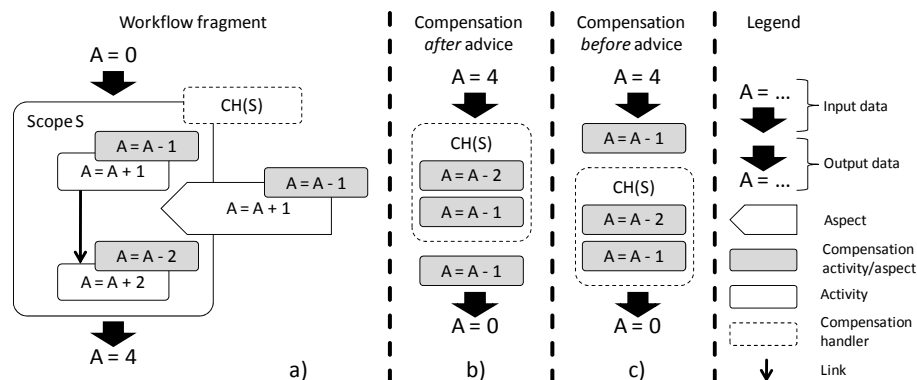 Workflow fragment
A = 0
CH(S)
Scope S
A = A - 1
A = A + 1
A = A - 1
A = A + 1
A = A - 2
A = A + 2
A = 4
a)
Compensation
after advice
A = 4
CH(S)
A = A - 2
A = A - 1
A = A - 1
A = 0
b)
Compensation
before advice
A = 4
A = A - 1
CH(S)
A = A - 2
A = A - 1
A = 0
c)
Legend
A = ...
Input data
Output data
A = ...
Aspect
Compensation
activity/aspect
Activity
Compensation
handler
Link